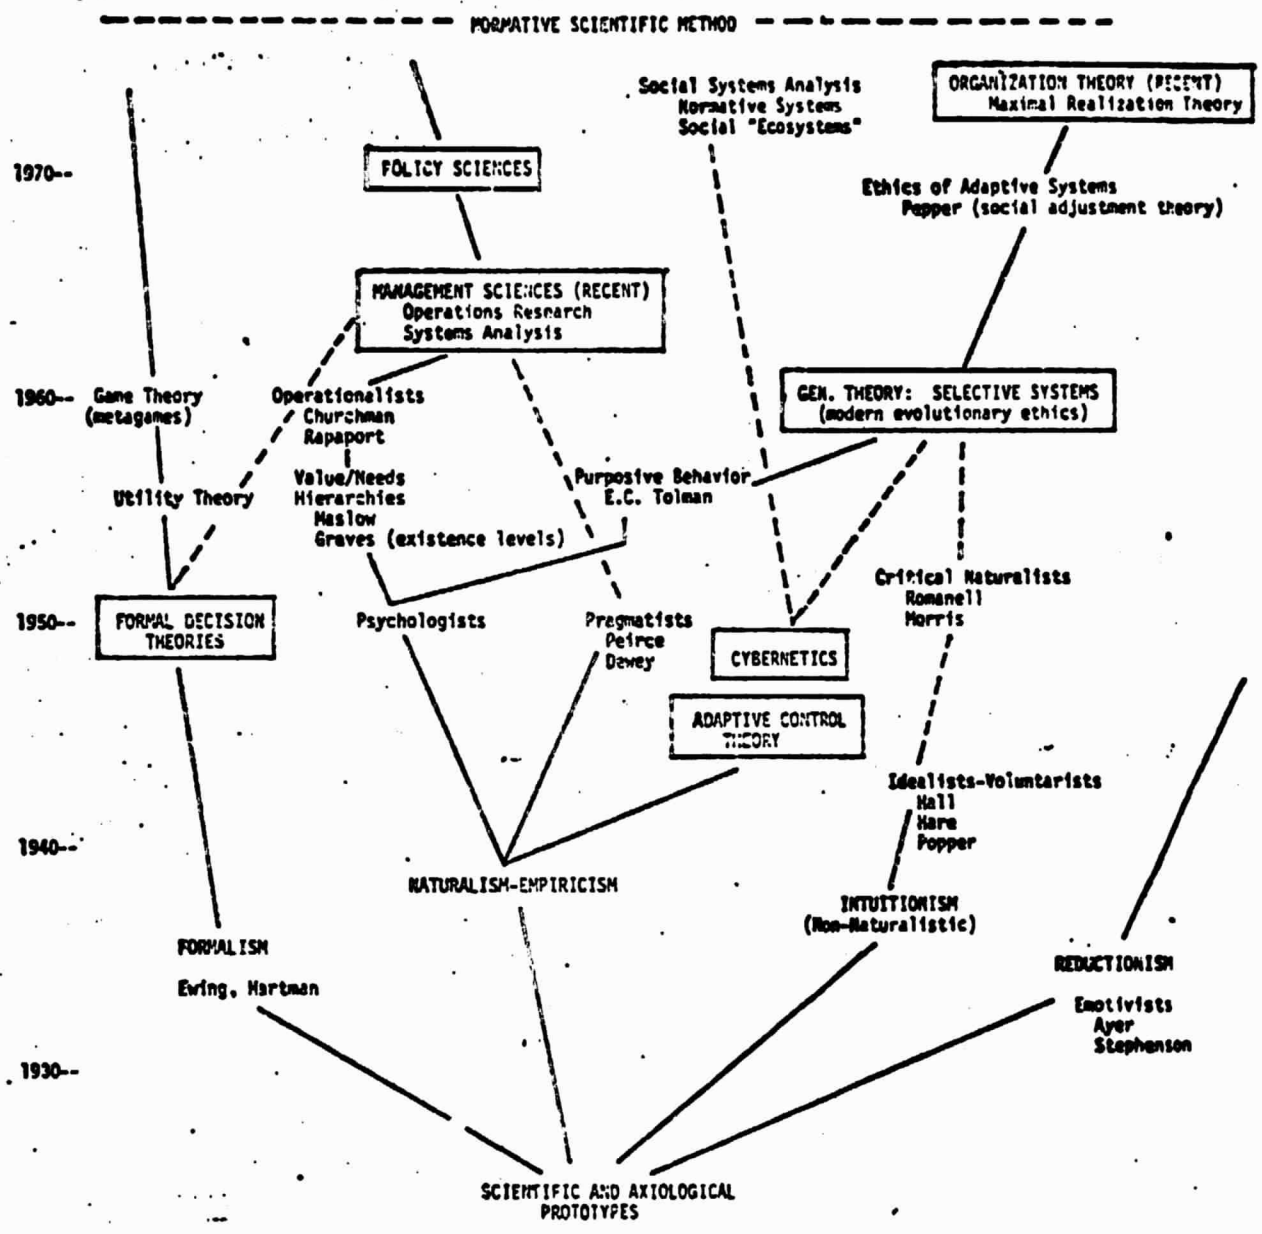 NORMATIVE SCIENTIFIC METHOD
Social Systems Analysis
Normative Systems
Social "Ecosystems"
ORGANIZATION THEORY (RECENT)
Maximal Realization Theory
1970--
POLICY SCIENCES
Ethics of Adaptive Systems
Pepper (social adjustment theory)
MANAGEMENT SCIENCES (RECENT)
Operations Research
Systems Analysis
1960--
Game Theory
(metagames)
Operationalists
Churchman
Rapaport
GEN. THEORY: SELECTIVE SYSTEMS
(modern evolutionary ethics)
Value/Needs
Hierarchies
Maslow
Graves (existence levels)
Purposive Behavior
E.C. Tolman
Utility Theory
Critical Naturalists
Romanell
Morris
1950--
FORMAL DECISION
THEORIES
Psychologists
Pragmatists
Peirce
Dewey
CYBERNETICS
ADAPTIVE CONTROL
THEORY
Idealists-Voluntarists
Hall
Hare
Popper
1940--
NATURALISM-EMPIRICISM
INTUITIONISM
(Non-Naturalistic)
FORMALISM
Ewing, Hartman
REDUCTIONISM
Emotivists
Ayer
Stephenson
1930--
SCIENTIFIC AND AXIOLOGICAL
PROTOTYPES